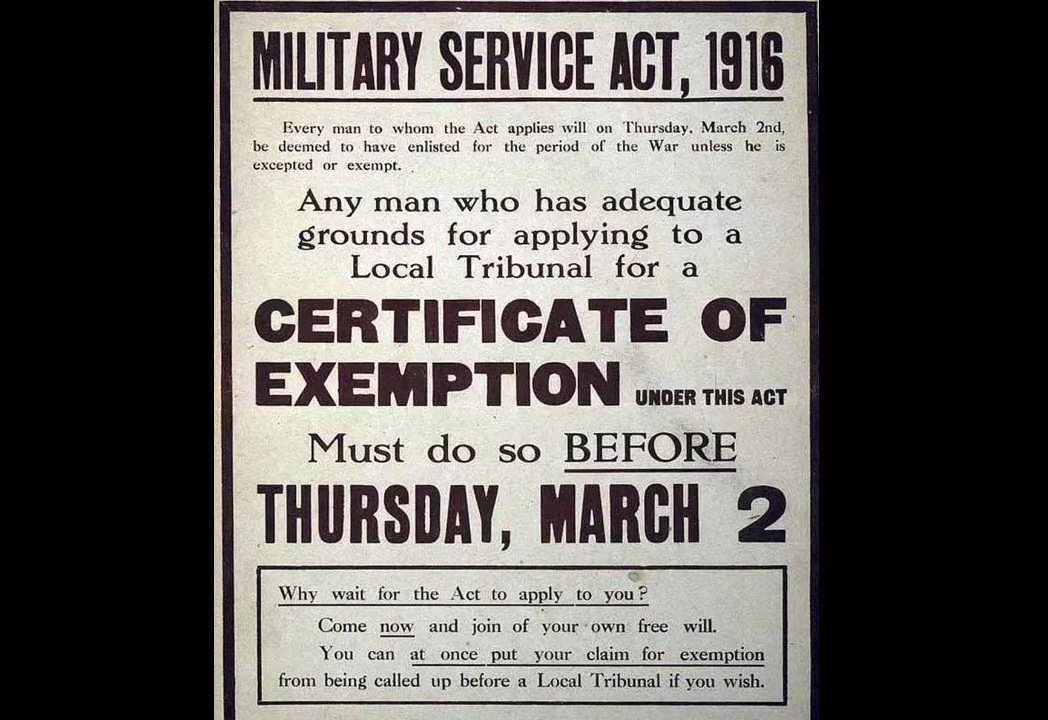 MILITARY SERVICE ACT, 1916
Every man to whom the Act applies will on Thursday, March 2nd,
be deemed to have enlisted for the period of the War unless he is
excepted or exempt.
Any man who has adequate
grounds for applying to a
Local Tribunal for a
CERTIFICATE OF
EXEMPTION UNDER THIS ACT
Must do so BEFORE
THURSDAY, MARCH 2
Why wait for the Act to apply to you?
Come now and join of your own free will.
You can at once put your claim for exemption
from being called up before a Local Tribunal if you wish.